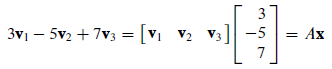 3v₁ − 5v₂ + 7v₃ = [v₁ v₂ v₃] [3 −5 7] = Ax